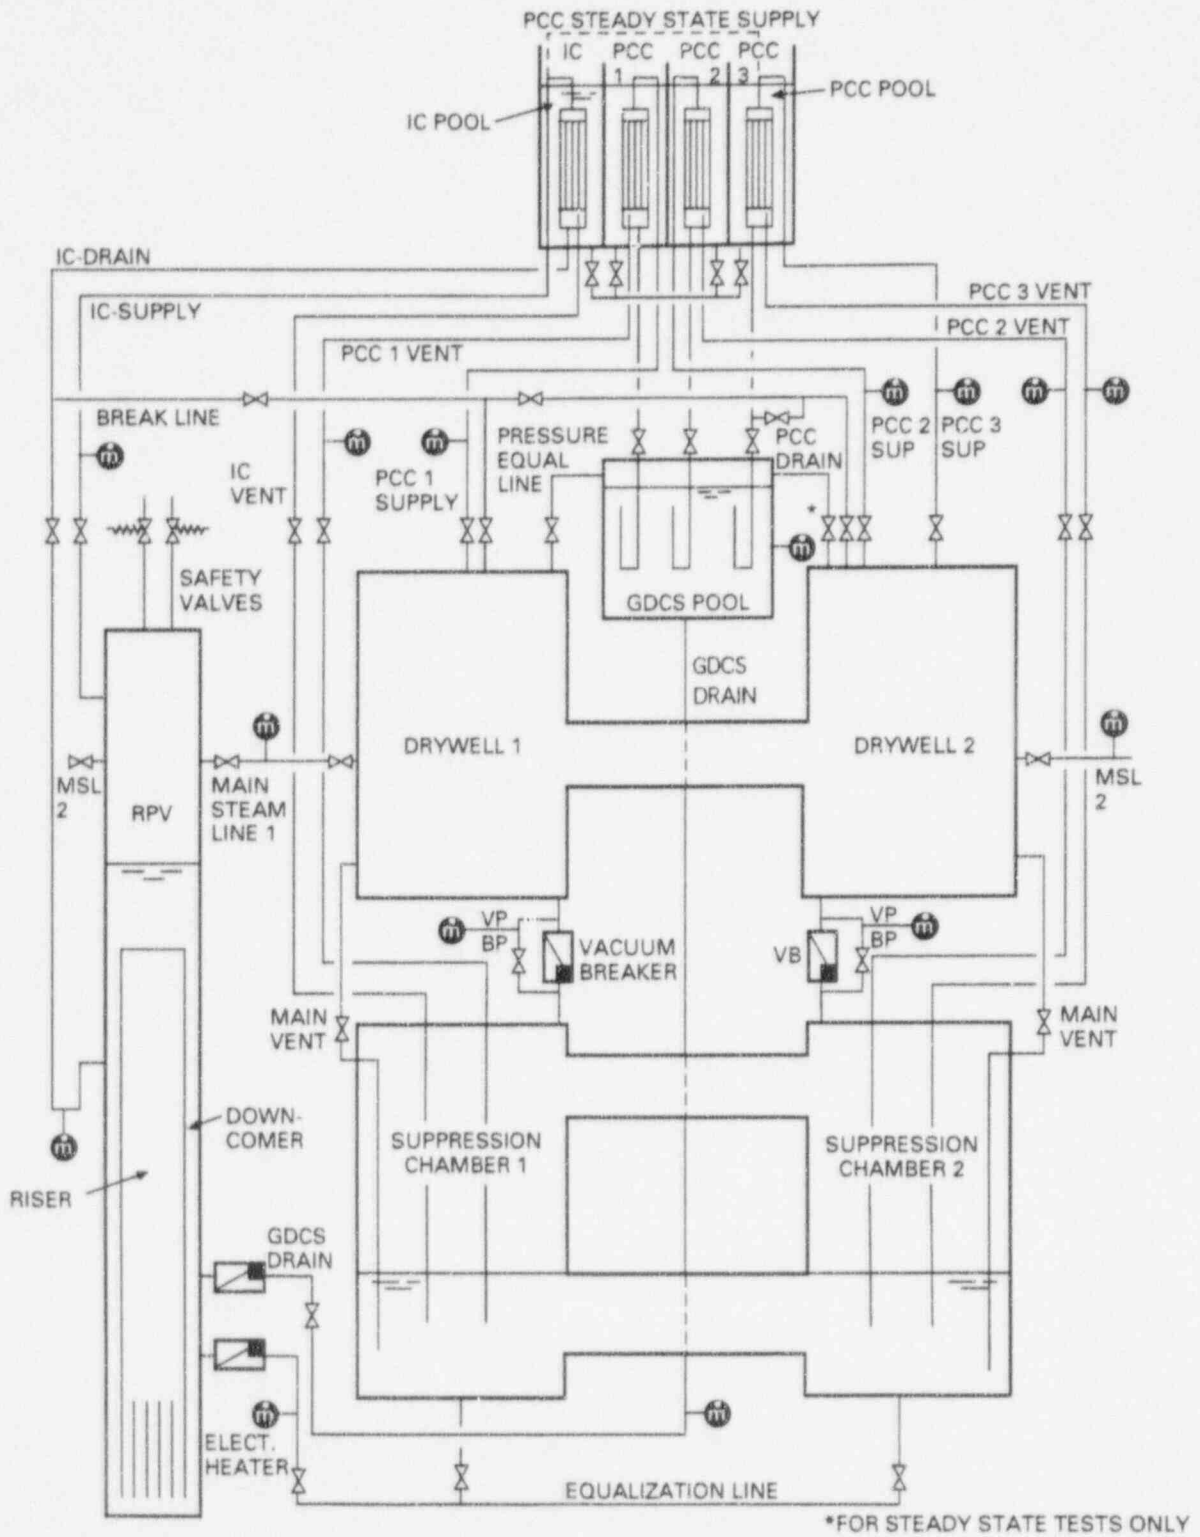 PCC STEADY STATE SUPPLY
IC PCC PCC PCC
1 2 3
PCC POOL
IC POOL
IC-DRAIN
IC-SUPPLY
PCC 3 VENT
PCC 2 VENT
PCC 1 VENT
BREAK LINE
m
m
m
m
m
m
m
IC
VENT
PCC 1
SUPPLY
PRESSURE
EQUAL
LINE
PCC
DRAIN
PCC 2
SUP
PCC 3
SUP
*
m
SAFETY
VALVES
GDCS POOL
GDCS
DRAIN
m
m
DRYWELL 1
DRYWELL 2
MSL
2
RPV
MAIN
STEAM
LINE 1
MSL
2
m
VP
BP
VACUUM
BREAKER
VB
VP
BP
m
MAIN
VENT
MAIN
VENT
DOWN-
COMER
m
SUPPRESSION
CHAMBER 1
SUPPRESSION
CHAMBER 2
RISER
GDCS
DRAIN
m
m
ELECT.
HEATER
EQUALIZATION LINE
*FOR STEADY STATE TESTS ONLY